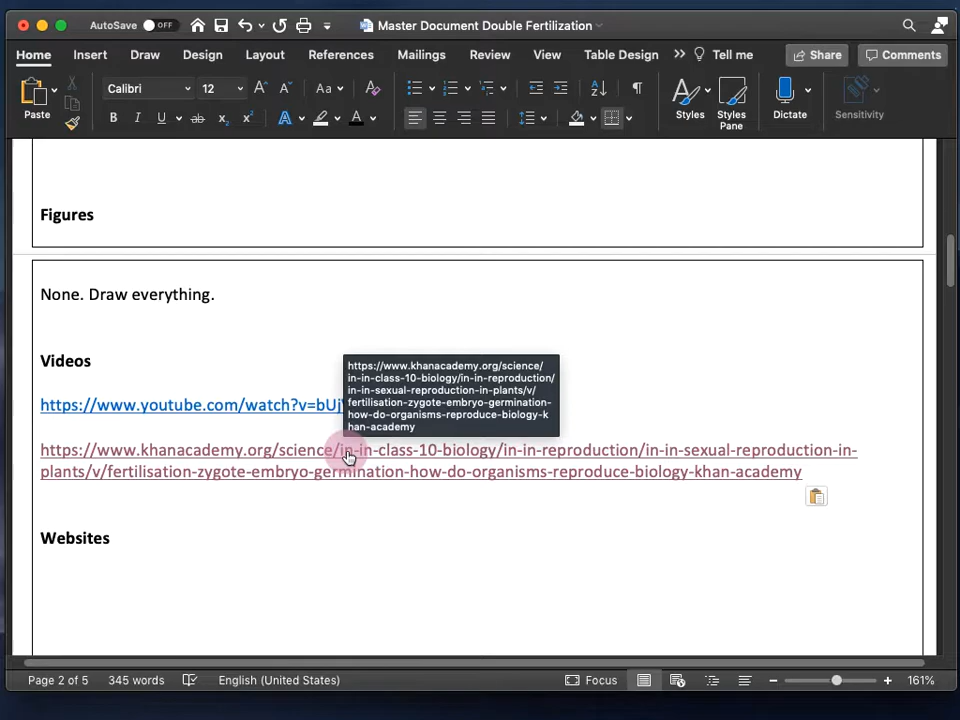 AutoSave OFF Master Document Double Fertilization
Home Insert Draw Design Layout References Mailings Review View Table Design Tell me Share Comments
Paste Calibri 12 Styles Styles Pane Dictate Sensitivity
Figures
None. Draw everything.
Videos
https://www.khanacademy.org/science/
in-in-class-10-biology/in-in-reproduction/
in-in-sexual-reproduction-in-plants/v/
fertilisation-zygote-embryo-germination-
how-do-organisms-reproduce-biology-k
han-academy
https://www.youtube.com/watch?v=bUj
https://www.khanacademy.org/science/in-in-class-10-biology/in-in-reproduction/in-in-sexual-reproduction-in-
plants/v/fertilisation-zygote-embryo-germination-how-do-organisms-reproduce-biology-khan-academy
Websites
Page 2 of 5 345 words English (United States) Focus 161%